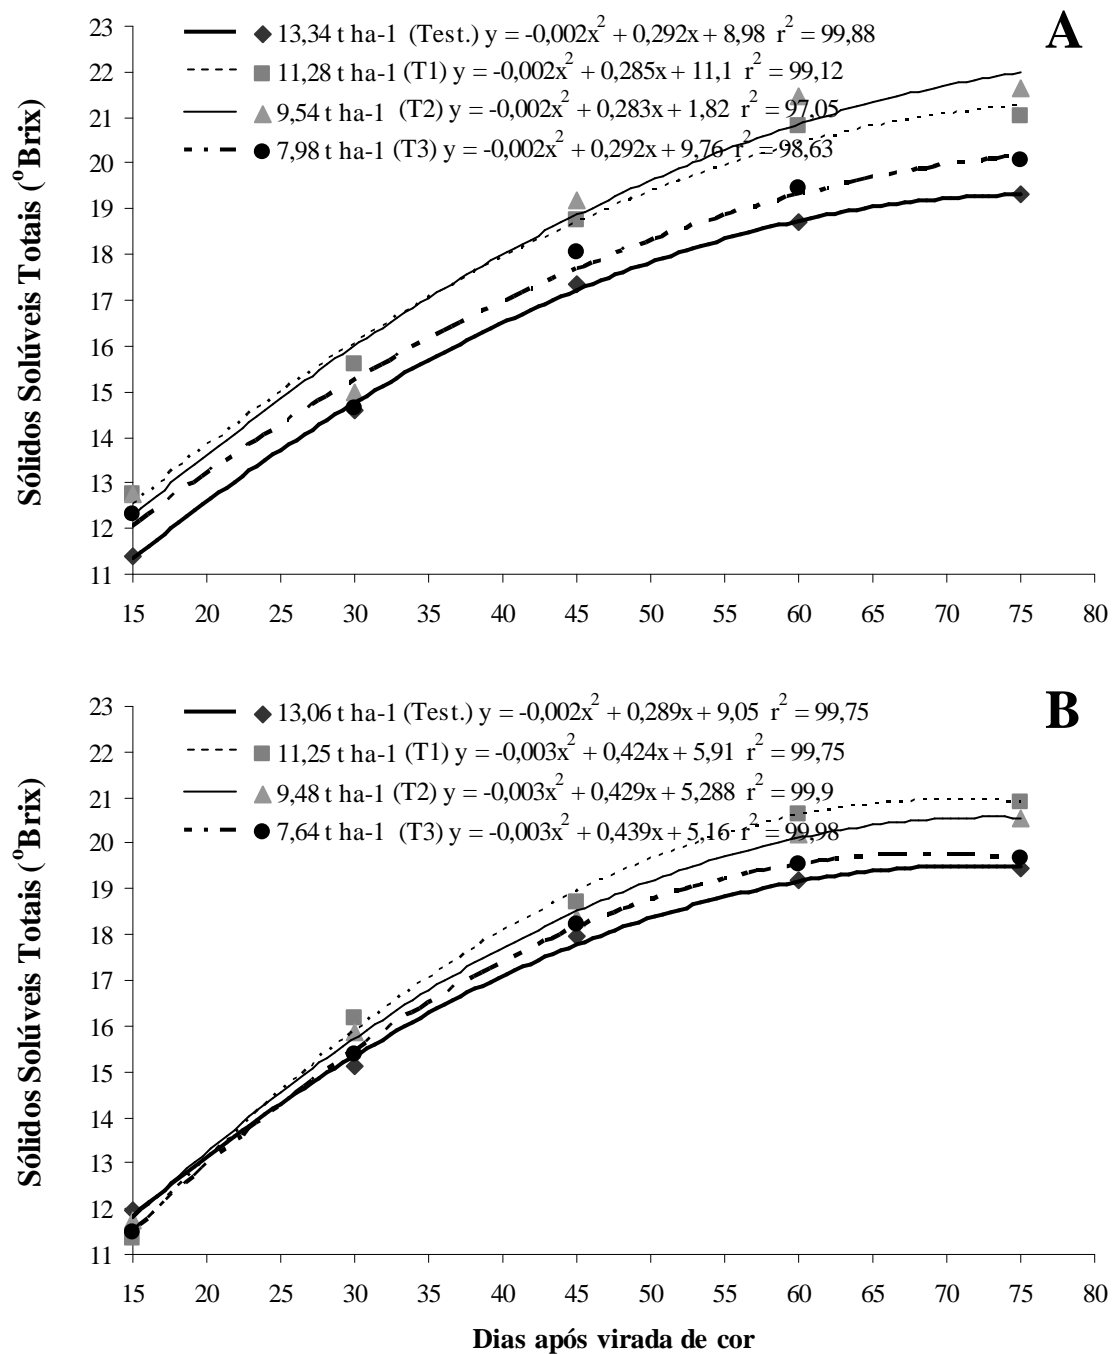 A
13,34 t ha-1 (Test.) y = -0,002x² + 0,292x + 8,98 r² = 99,88
11,28 t ha-1 (T1) y = -0,002x² + 0,285x + 11,1 r² = 99,12
9,54 t ha-1 (T2) y = -0,002x² + 0,283x + 1,82 r² = 97,05
7,98 t ha-1 (T3) y = -0,002x² + 0,292x + 9,76 r² = 98,63
Sólidos Solúveis Totais (°Brix)
23
22
21
20
19
18
17
16
15
14
13
12
11
15 20 25 30 35 40 45 50 55 60 65 70 75 80
B
13,06 t ha-1 (Test.) y = -0,002x² + 0,289x + 9,05 r² = 99,75
11,25 t ha-1 (T1) y = -0,003x² + 0,424x + 5,91 r² = 99,75
9,48 t ha-1 (T2) y = -0,003x² + 0,429x + 5,288 r² = 99,9
7,64 t ha-1 (T3) y = -0,003x² + 0,439x + 5,16 r² = 99,98
Sólidos Solúveis Totais (°Brix)
23
22
21
20
19
18
17
16
15
14
13
12
11
15 20 25 30 35 40 45 50 55 60 65 70 75 80
Dias após virada de cor